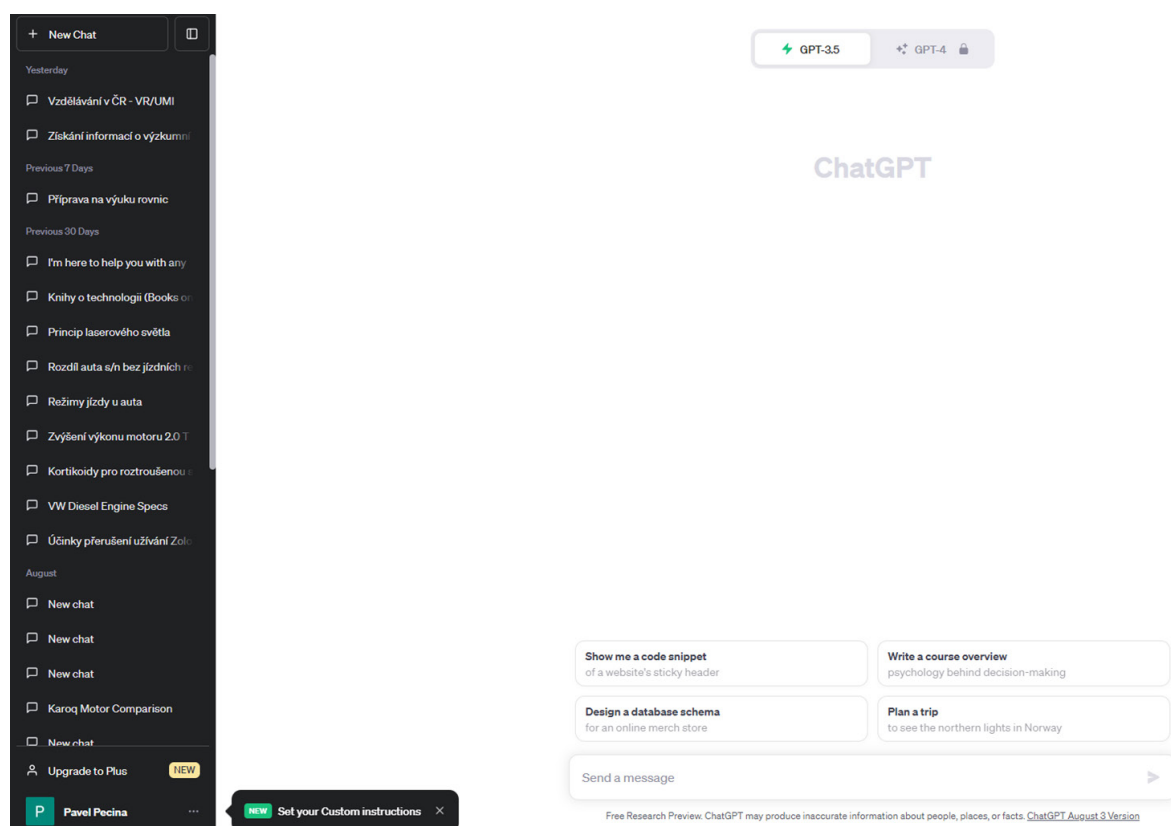 New Chat
Yesterday
Vzdělávání v ČR - VR/UMI
Získání informací o výzkumní
Previous 7 Days
Příprava na výuku rovnic
Previous 30 Days
I'm here to help you with any
Knihy o technologii (Books on
Princip laserového světla
Rozdíl auta s/n bez jízdních re
Režimy jízdy u auta
Zvýšení výkonu motoru 2.0 T
Kortikoidy pro roztroušenou s
VW Diesel Engine Specs
Účinky přerušení užívání Zolo
August
New chat
New chat
New chat
Karoq Motor Comparison
New chat
Upgrade to Plus NEW
P Pavel Pecina ...
NEW Set your Custom instructions
GPT-3.5 GPT-4
ChatGPT
Show me a code snippet
of a website's sticky header
Write a course overview
psychology behind decision-making
Design a database schema
for an online merch store
Plan a trip
to see the northern lights in Norway
Send a message
Free Research Preview. ChatGPT may produce inaccurate information about people, places, or facts. ChatGPT August 3 Version